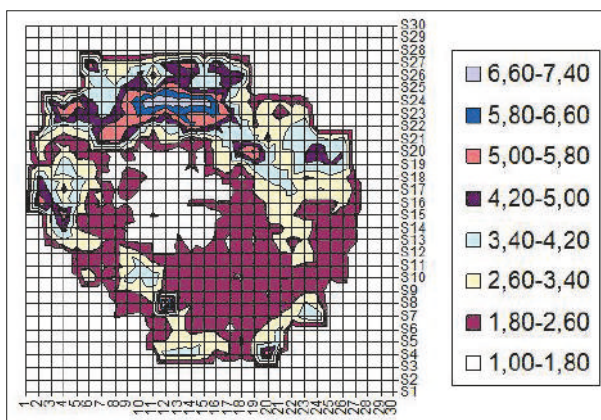 S30
S29
S28
S27
S26
S25
S24
S23
S22
S21
S20
S19
S18
S17
S16
S15
S14
S13
S12
S11
S10
S9
S8
S7
S6
S5
S4
S3
S2
S1
1 2 3 4 5 6 7 8 9 10 11 12 13 14 15 16 17 18 19 20 21 22 23 24 25 26 27 28 29 30
6,60-7,40
5,80-6,60
5,00-5,80
4,20-5,00
3,40-4,20
2,60-3,40
1,80-2,60
1,00-1,80